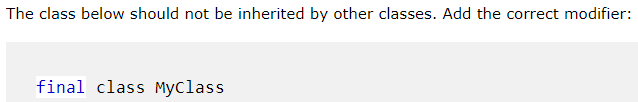 The class below should not be inherited by other classes. Add the correct modifier:
final class MyClass